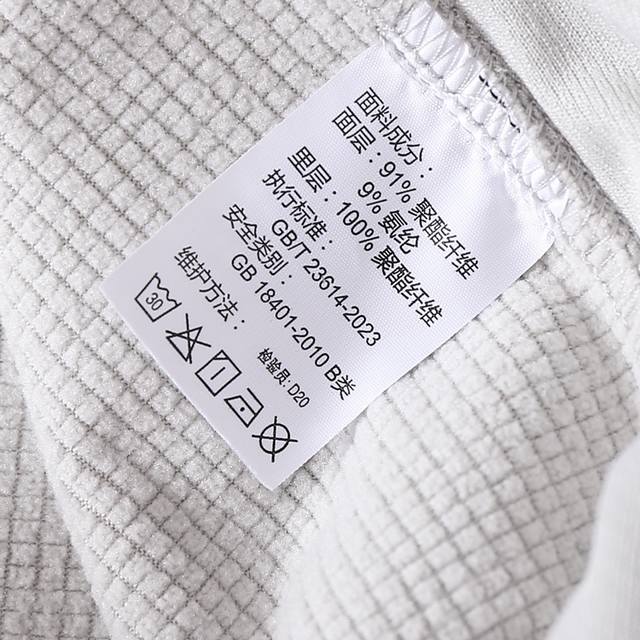 面料成分：
面层：91% 聚酯纤维
9% 氨纶
里层：100% 聚酯纤维
执行标准：
GB/T 23614-2023
安全类别：
GB 18401-2010 B类
维护方法：
30
检验员: D20